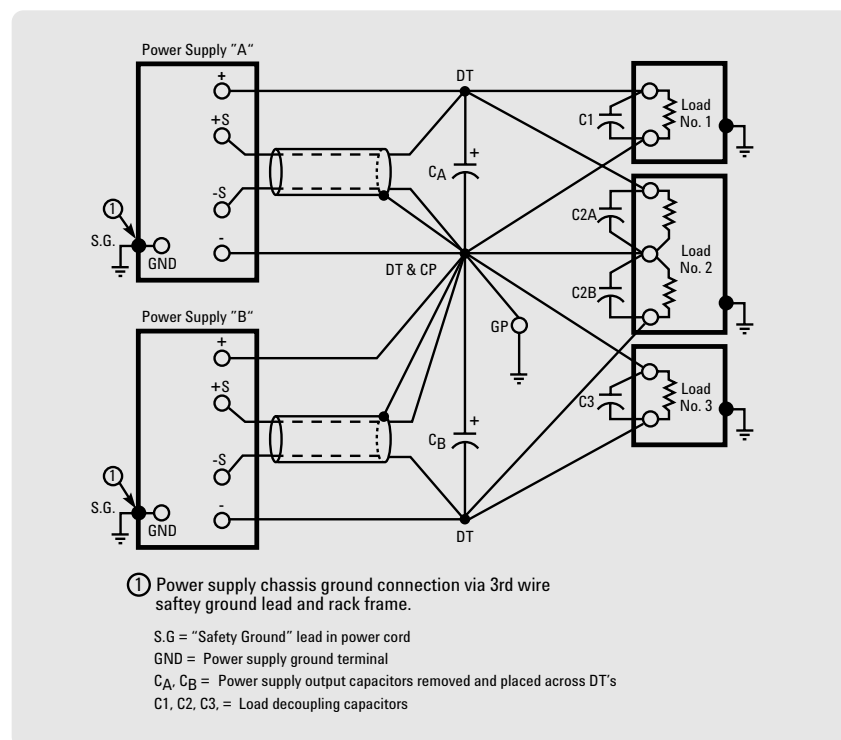 Power Supply "A"
+
+S
-S
-
1
S.G.
GND
DT
CA
+
DT & CP
C1
Load
No. 1
C2A
Load
No. 2
C2B
GP
Power Supply "B"
+
+S
-S
-
1
S.G.
GND
CB
+
DT
C3
Load
No. 3
1 Power supply chassis ground connection via 3rd wire
saftey ground lead and rack frame.
S.G = "Safety Ground" lead in power cord
GND = Power supply ground terminal
CA, CB = Power supply output capacitors removed and placed across DT's
C1, C2, C3, = Load decoupling capacitors